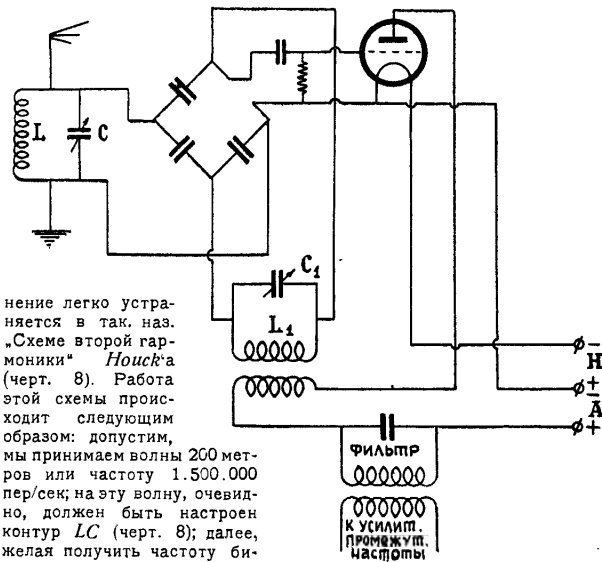 L
C
C1
L1
− Н
+
− А
+
ФИЛЬТР
К УСИЛИТ.
ПРОМЕЖУТ.
ЧАСТОТЫ
нение легко устра-
няется в так. наз.
„Схеме второй гар-
моники“ Houck‘а
(черт. 8). Работа
этой схемы проис-
ходит следующим
образом: допустим,
мы принимаем волны 200 мет-
ров или частоту 1.500.000
пер/сек; на эту волну, очевид-
но, должен быть настроен
контур LC (черт. 8); далее,
желая получить частоту би-